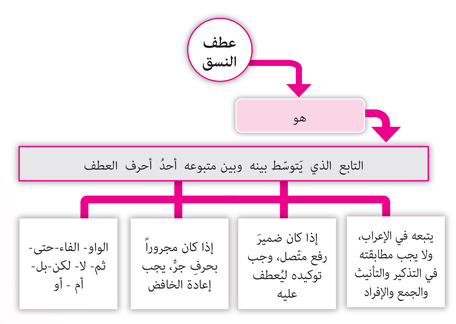 عطف
النسق
هو
التابع الذي يَتوسّط بينه وبين متبوعه أحدُ أحرف العطف
يتبعه في الإعراب،
ولا يجب مطابقته
في التذكير والتأنيث
والجمع والإفراد
إذا كان ضميرَ
رفع متّصل، وجب
توكيده ليُعطف
عليه
إذا كان مجروراً
بحرفِ جرٍّ، يجب
إعادة الخافض
الواو- الفاء-حتى-
ثم- لا- لكن-بل-
أم - أو